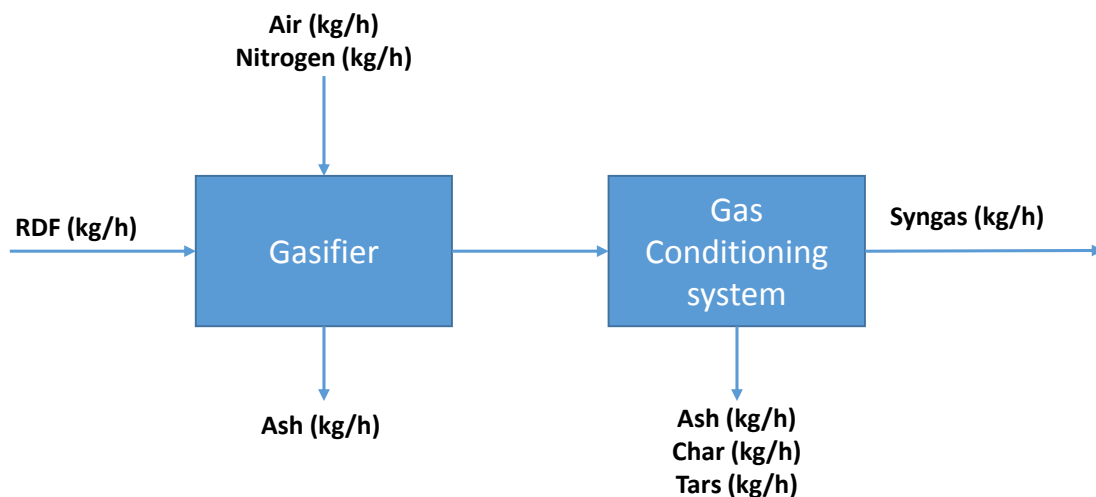 Air (kg/h)
Nitrogen (kg/h)
RDF (kg/h)
Gasifier
Gas
Conditioning
system
Syngas (kg/h)
Ash (kg/h)
Ash (kg/h)
Char (kg/h)
Tars (kg/h)